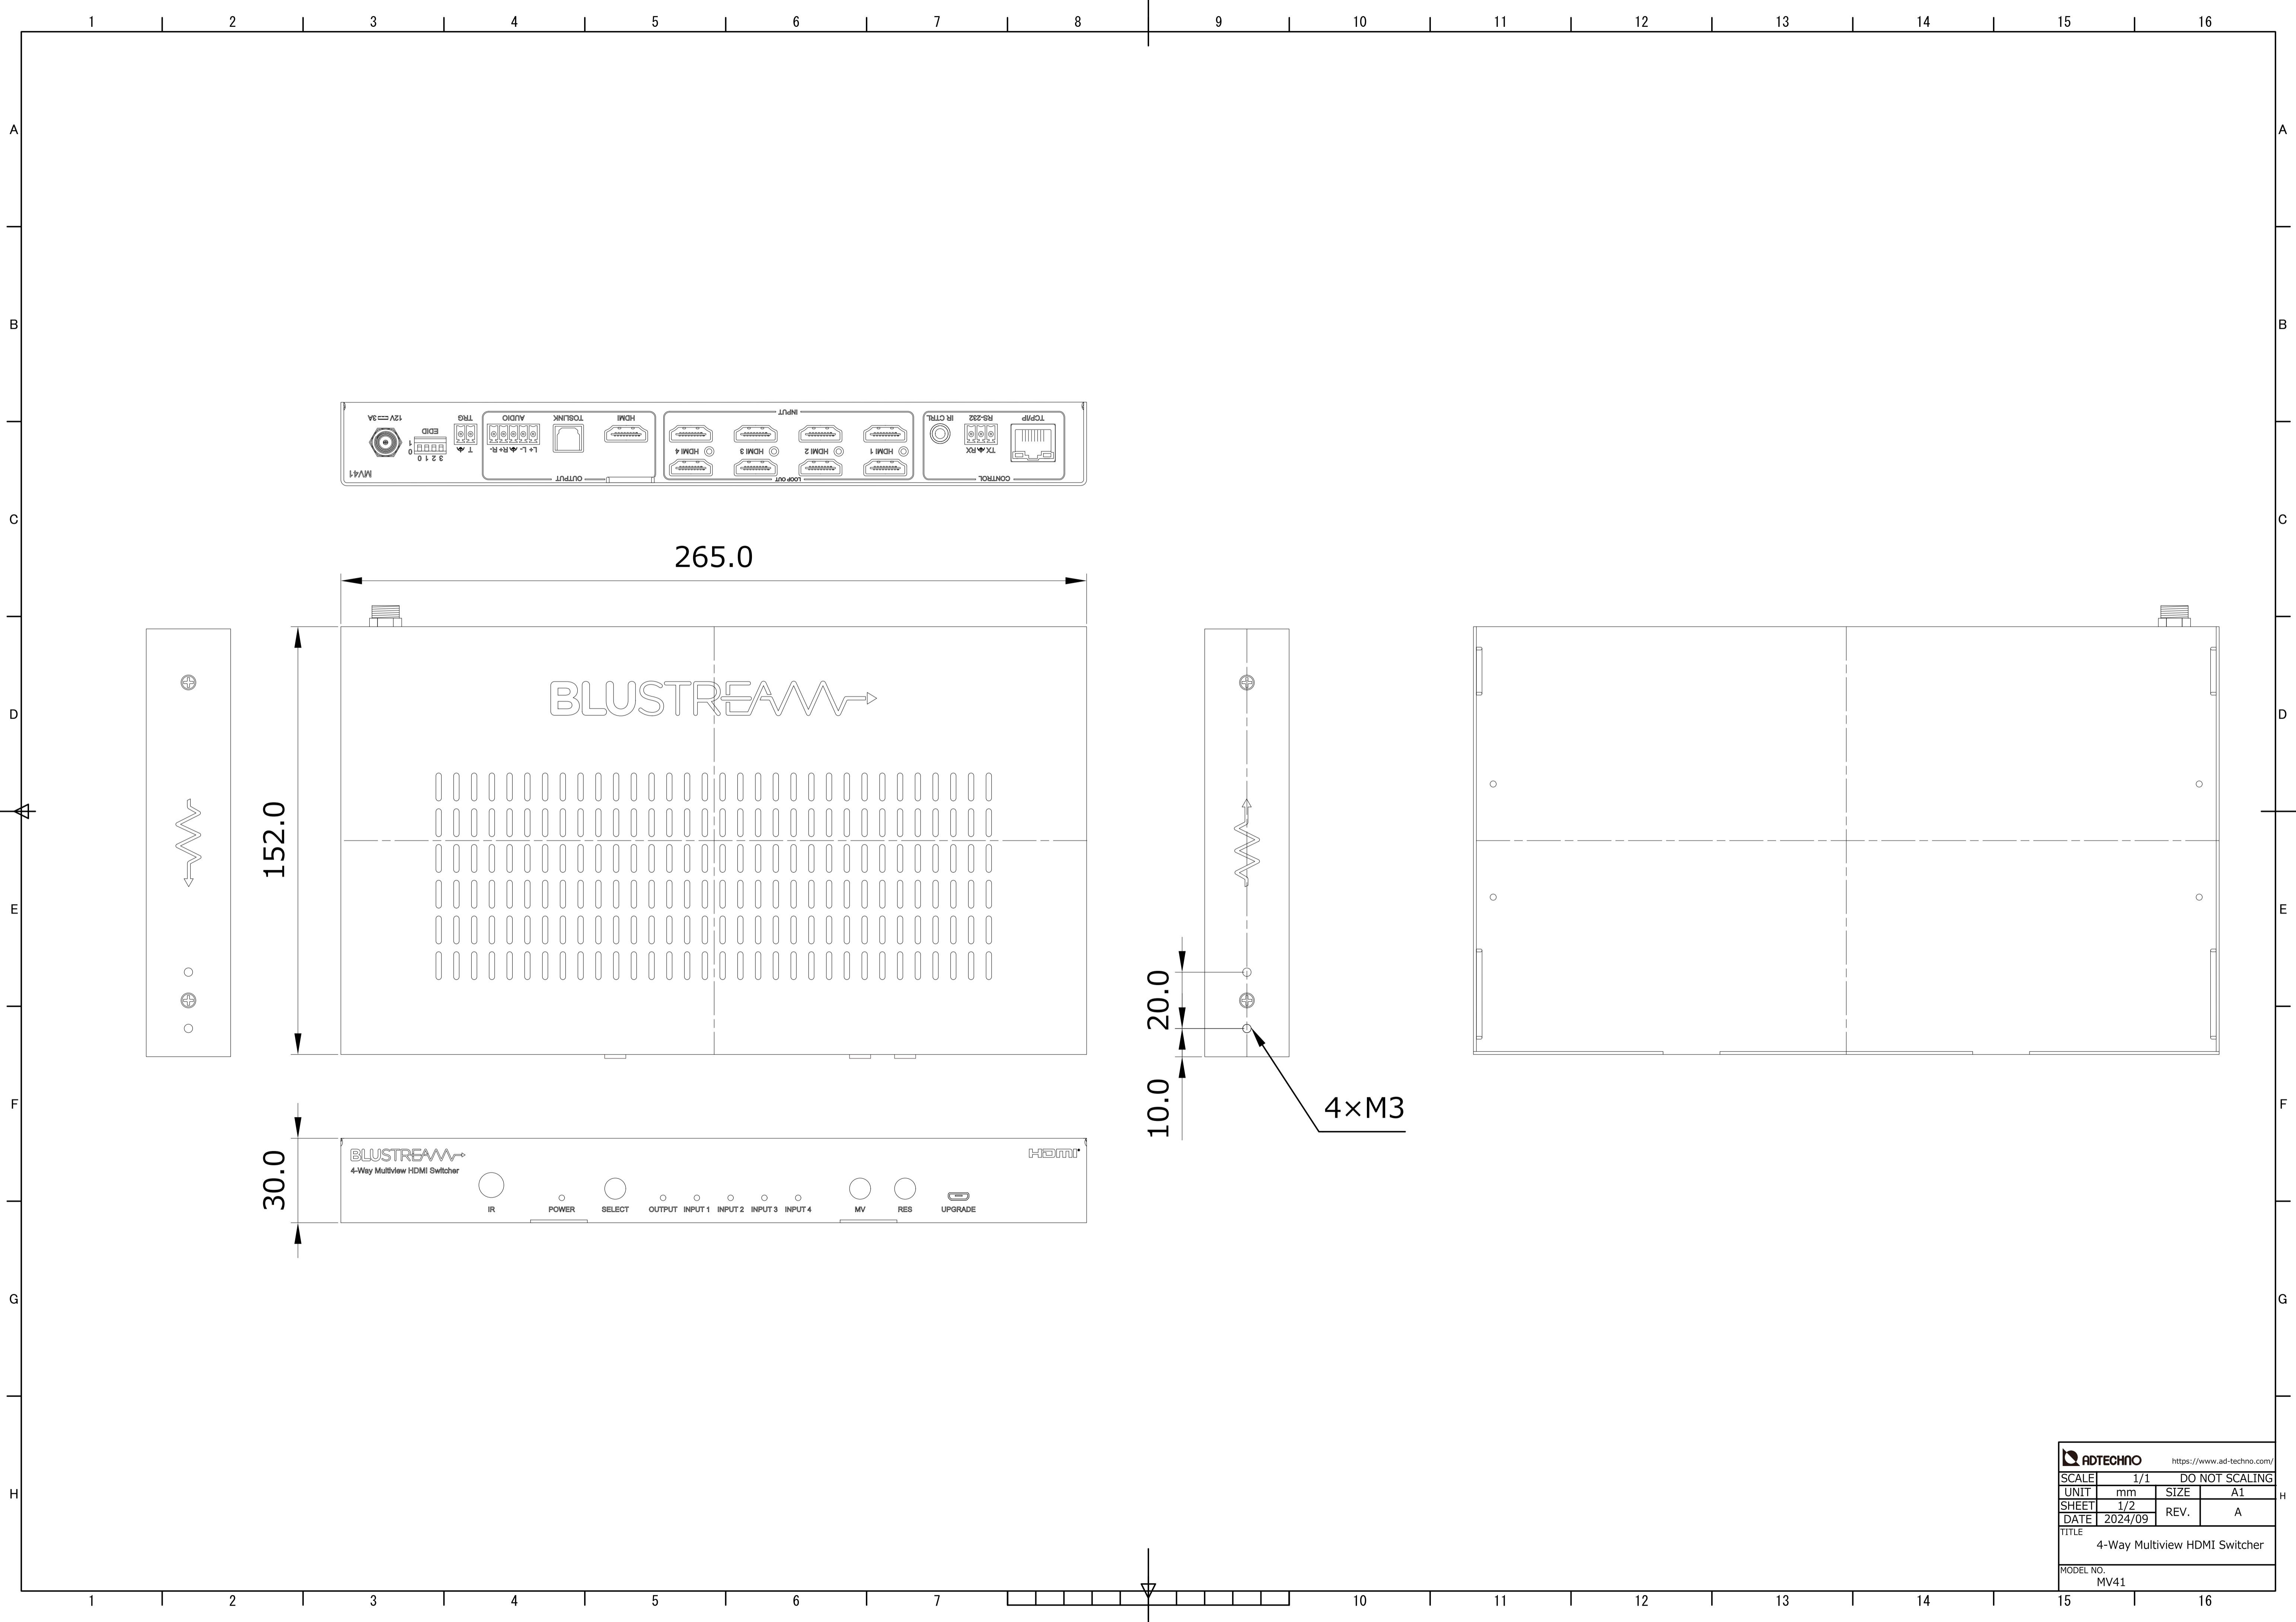 1 2 3 4 5 6 7 8 9 10 11 12 13 14 15 16
A A
B B
12V 3A EDID TRG AUDIO TOSLINK HDMI INPUT IR CTRL RS-232 TCP/IP
1
0
3 2 1 0
T
L+ L- R+ R-
HDMI 4 HDMI 3 HDMI 2 HDMI 1
TX RX
MV41 OUTPUT LOOP OUT CONTROL
C C
265.0
BLUSTREAM
D D
152.0
E E
20.0
10.0
4×M3
F F
30.0
BLUSTREAM HDMI
4-Way Multiview HDMI Switcher
IR POWER SELECT OUTPUT INPUT 1 INPUT 2 INPUT 3 INPUT 4 MV RES UPGRADE
G G
H H
ADTECHNO https://www.ad-techno.com/
SCALE 1/1 DO NOT SCALING
UNIT mm SIZE A1
SHEET 1/2 REV. A
DATE 2024/09
TITLE
4-Way Multiview HDMI Switcher
MODEL NO.
MV41
1 2 3 4 5 6 7 10 11 12 13 14 15 16